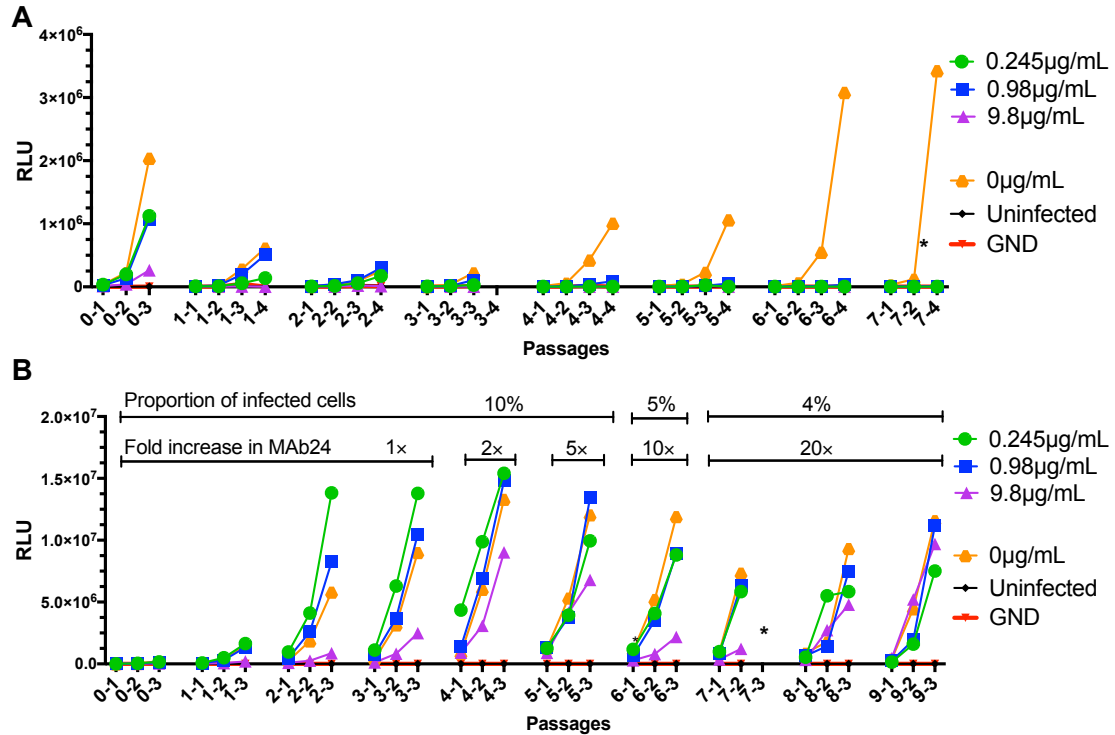 A
4×10⁶
3×10⁶
2×10⁶
1×10⁶
0
RLU
0-1 0-2 0-3 1-1 1-2 1-3 1-4 2-1 2-2 2-3 2-4 3-1 3-2 3-3 3-4 4-1 4-2 4-3 4-4 5-1 5-2 5-3 5-4 6-1 6-2 6-3 6-4 7-1 7-2 7-4
Passages
*
0.245µg/mL
0.98µg/mL
9.8µg/mL
0µg/mL
Uninfected
GND
B
Proportion of infected cells 10% 5% 4%
Fold increase in MAb24 1× 2× 5× 10× 20×
2.0×10⁷
1.5×10⁷
1.0×10⁷
5.0×10⁶
0.0
RLU
* *
0-1 0-2 0-3 1-1 1-2 1-3 2-1 2-2 2-3 3-1 3-2 3-3 4-1 4-2 4-3 5-1 5-2 5-3 6-1 6-2 6-3 7-1 7-2 7-3 8-1 8-2 8-3 9-1 9-2 9-3
Passages
0.245µg/mL
0.98µg/mL
9.8µg/mL
0µg/mL
Uninfected
GND